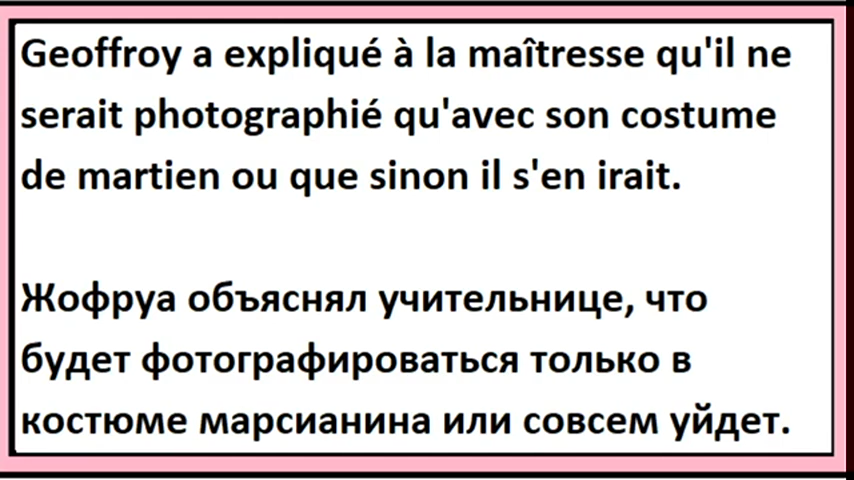 Geoffroy a expliqué à la maîtresse qu'il ne
serait photographié qu'avec son costume
de martien ou que sinon il s'en irait.
Жофруа объяснял учительнице, что
будет фотографироваться только в
костюме марсианина или совсем уйдет.